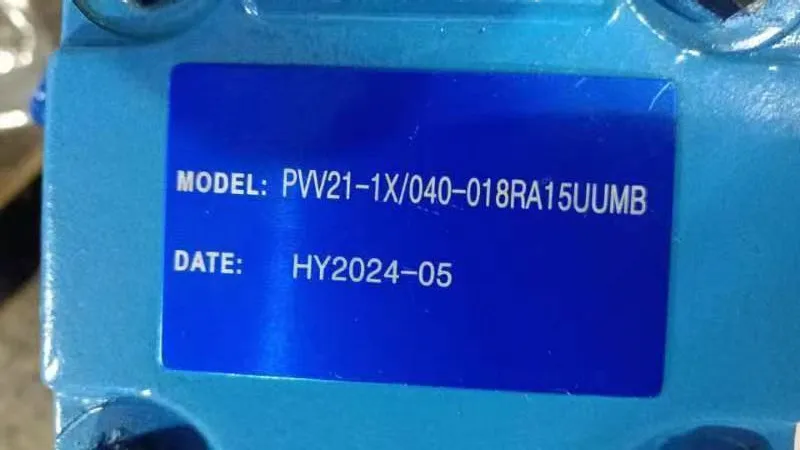 MODEL: PVV21-1X/040-018RA15UUMB
DATE: HY2024-05